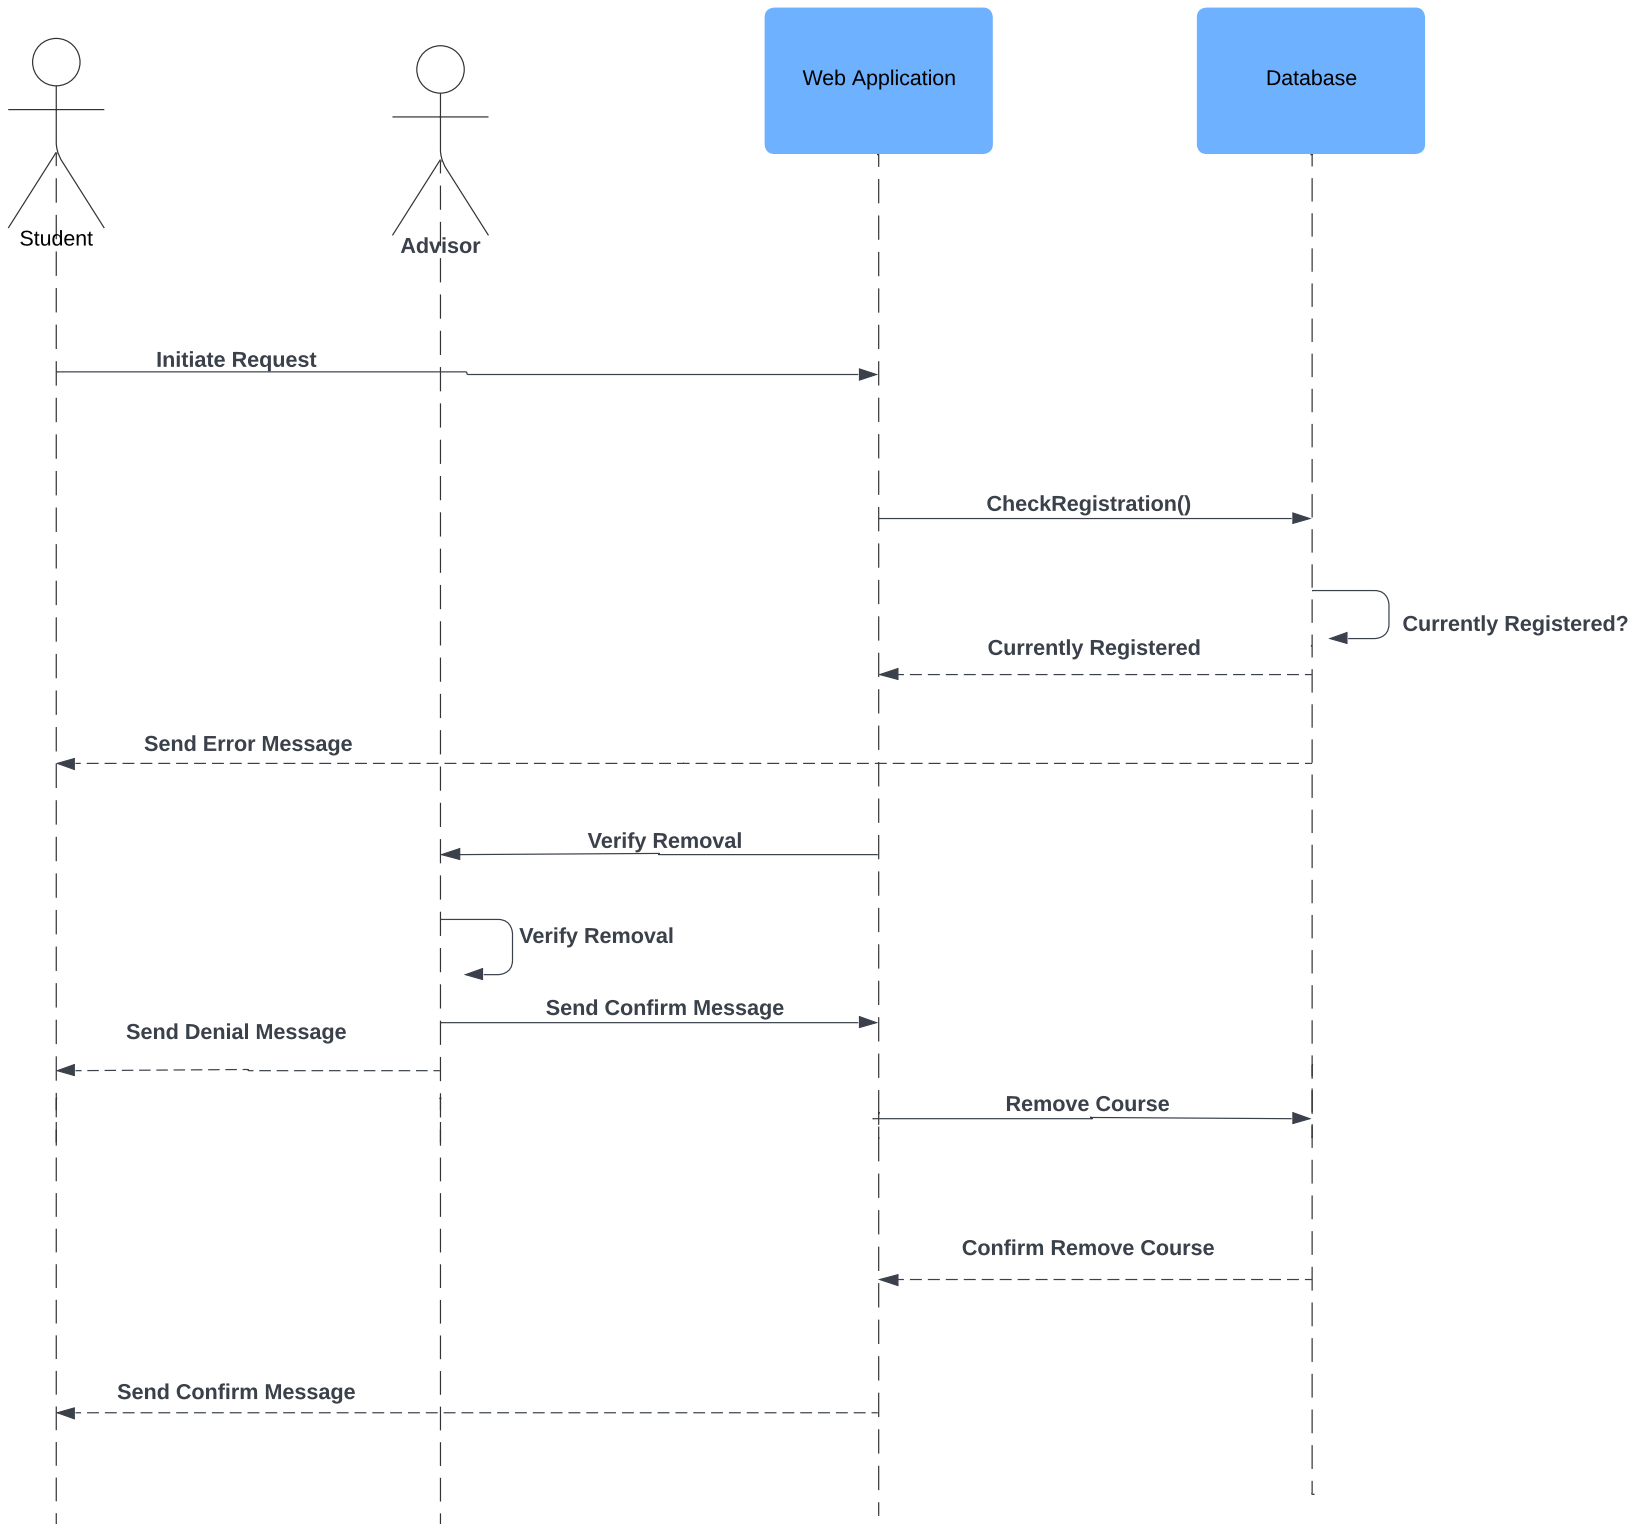 Web Application
Database
Student
Advisor
Initiate Request
CheckRegistration()
Currently Registered?
Currently Registered
Send Error Message
Verify Removal
Verify Removal
Send Confirm Message
Send Denial Message
Remove Course
Confirm Remove Course
Send Confirm Message